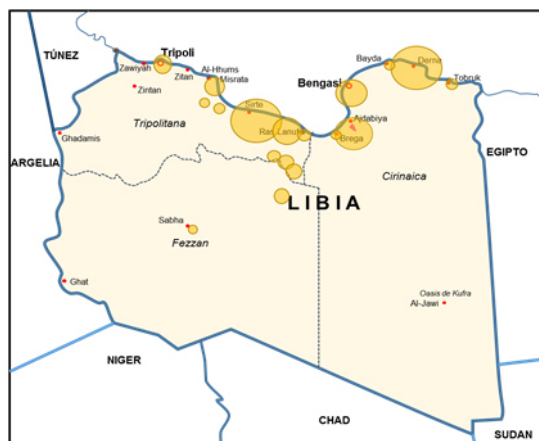 TÚNEZ
Trípoli
Zawiyah
Zitan
Al-Hhums
Misrata
Zintan
Tripolitana
Ghadamis
Sirte
Ras Lanuf
Bengasi
Bayda
Derna
Tobruk
Ajdabiya
Brega
ARGELIA
EGIPTO
Cirinaica
LIBIA
Sabha
Fezzan
Ghat
Oasis de Kufra
Al-Jawi
NIGER
CHAD
SUDAN